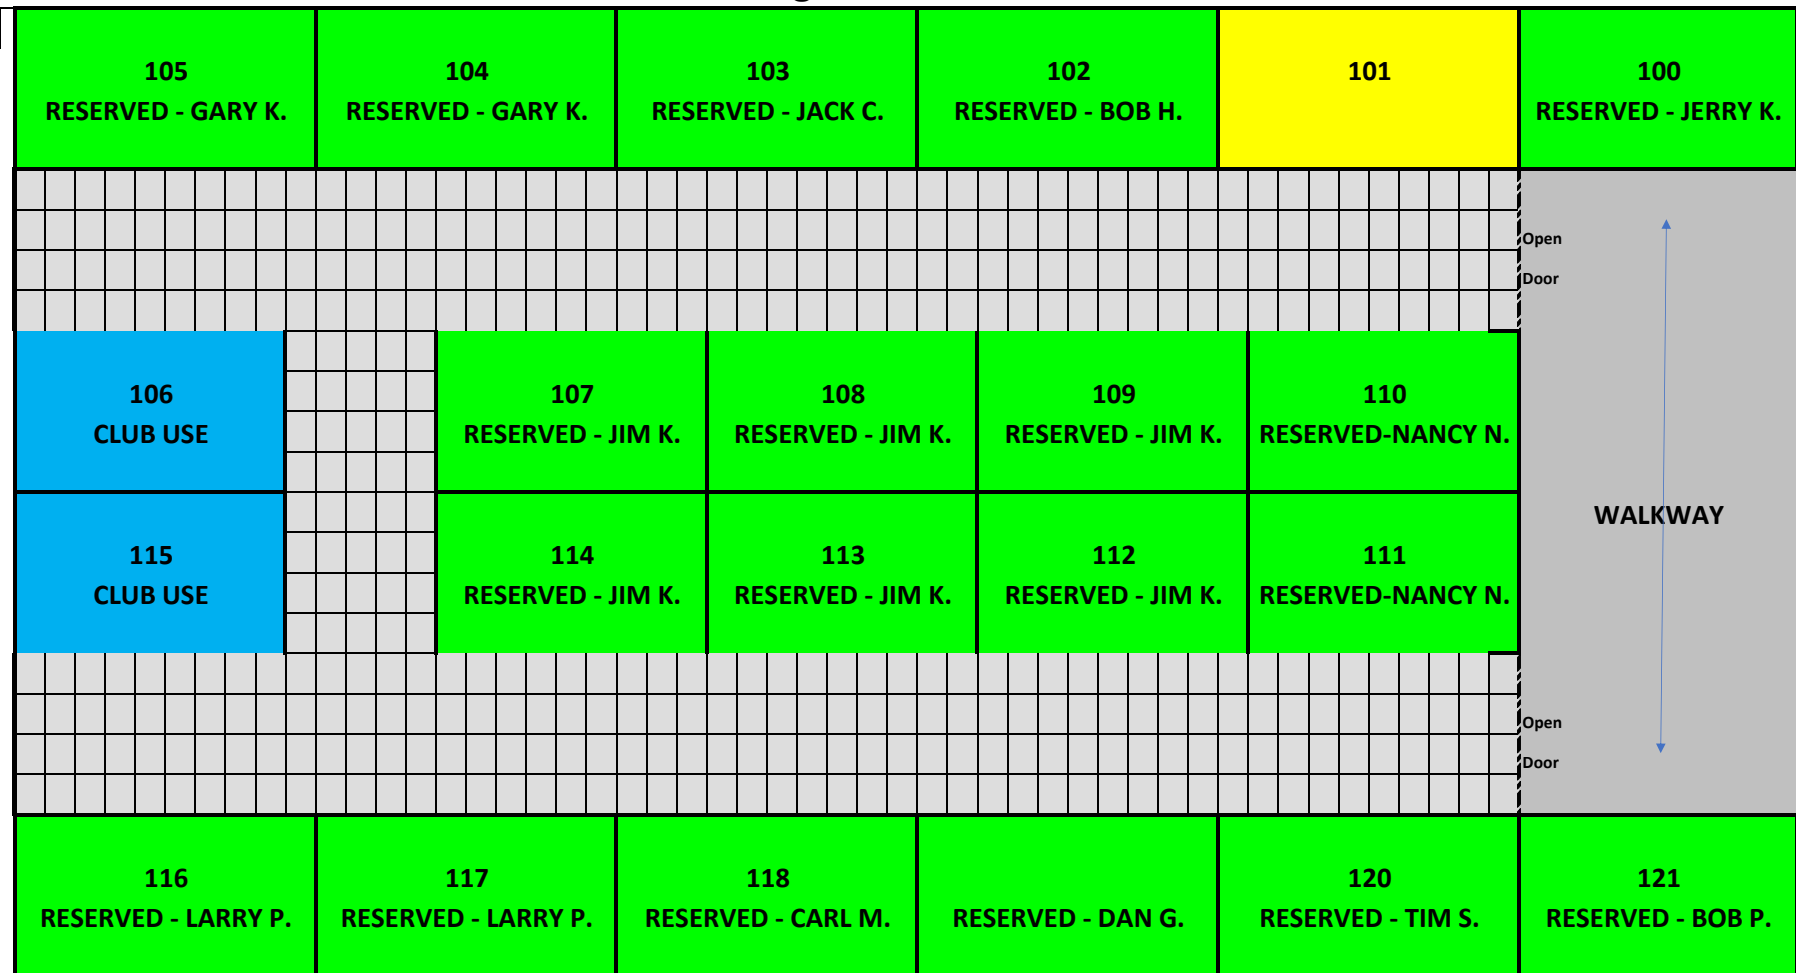 105
RESERVED - GARY K.
104
RESERVED - GARY K.
103
RESERVED - JACK C.
102
RESERVED - BOB H.
101
100
RESERVED - JERRY K.
Open
Door
106
CLUB USE
107
RESERVED - JIM K.
108
RESERVED - JIM K.
109
RESERVED - JIM K.
110
RESERVED-NANCY N.
WALKWAY
115
CLUB USE
114
RESERVED - JIM K.
113
RESERVED - JIM K.
112
RESERVED - JIM K.
111
RESERVED-NANCY N.
Open
Door
116
RESERVED - LARRY P.
117
RESERVED - LARRY P.
118
RESERVED - CARL M.
RESERVED - DAN G.
120
RESERVED - TIM S.
121
RESERVED - BOB P.